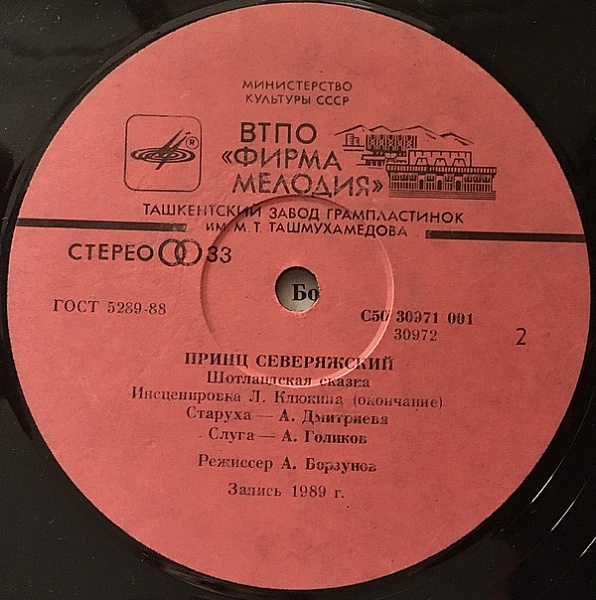 МИНИСТЕРСТВО
КУЛЬТУРЫ СССР
ВТПО
«ФИРМА
МЕЛОДИЯ»
ТАШКЕНТСКИЙ ЗАВОД ГРАМПЛАСТИНОК
ИМ. М. Т. ТАШМУХАМЕДОВА
СТЕРЕО 33
Бо
ГОСТ 5289-88
С50 30971 001
30972
2
ПРИНЦ СЕВЕРЯЖСКИЙ
Шотландская сказка
Инсценировка Л. Клюкина (окончание)
Старуха — А. Дмитриева
Слуга — А. Голиков
Режиссер А. Борзунов
Запись 1989 г.